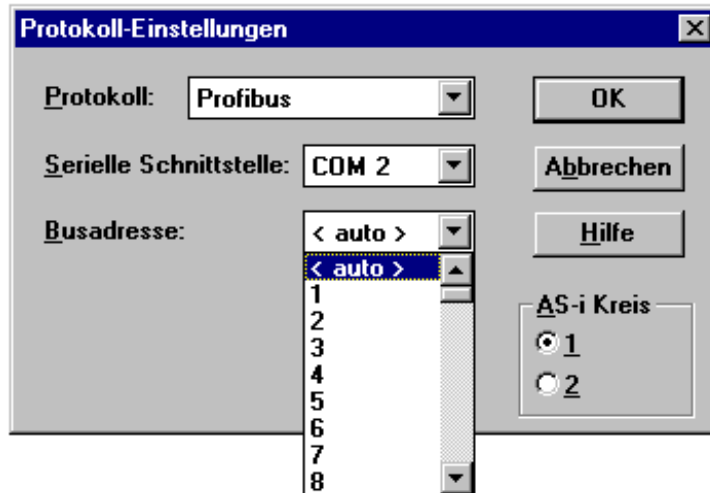 Protokoll-Einstellungen
Protokoll: Profibus
OK
Serielle Schnittstelle: COM 2
Abbrechen
Busadresse: < auto >
Hilfe
< auto >
1
2
3
4
5
6
7
8
AS-i Kreis
1
2